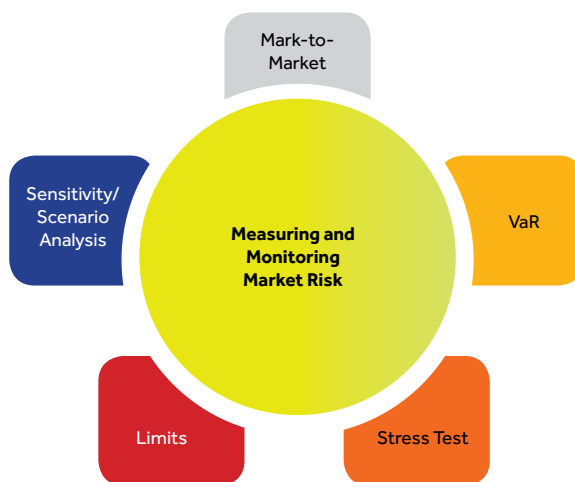 Mark-to-
Market
Sensitivity/
Scenario
Analysis
VaR
Measuring and
Monitoring
Market Risk
Limits
Stress Test